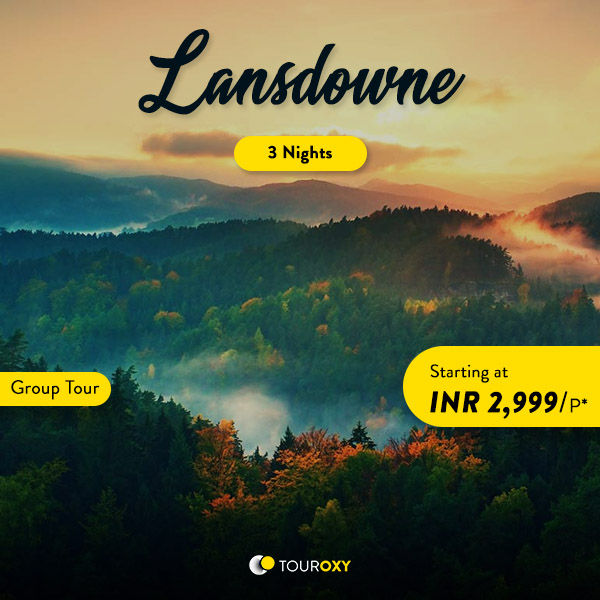 Lansdowne
3 Nights
Group Tour
Starting at
INR 2,999/P*
TOUROXY